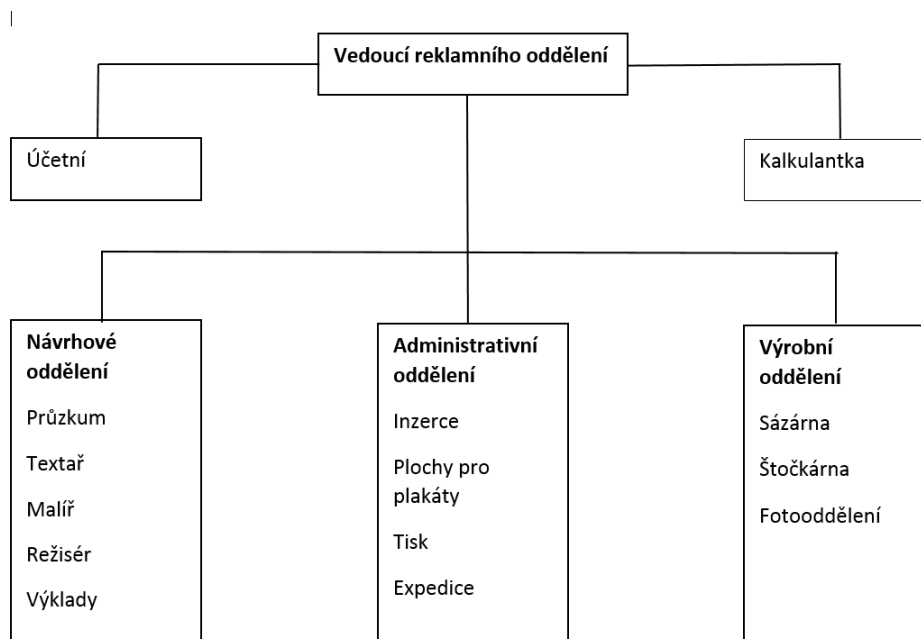 Vedoucí reklamního oddělení
Účetní
Kalkulantka
Návrhové
oddělení
Průzkum
Textař
Malíř
Režisér
Výklady
Administrativní
oddělení
Inzerce
Plochy pro
plakáty
Tisk
Expedice
Výrobní
oddělení
Sázárna
Štočkárna
Fotooddělení